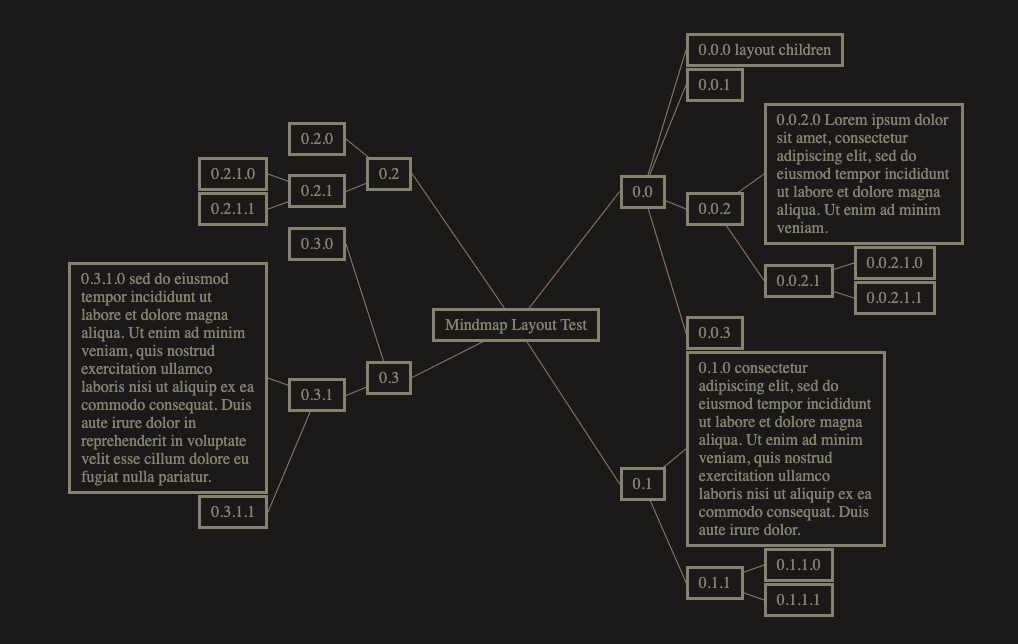 0.0.0 layout children
0.0.1
0.0.2.0 Lorem ipsum dolor
sit amet, consectetur
adipiscing elit, sed do
eiusmod tempor incididunt
ut labore et dolore magna
aliqua. Ut enim ad minim
veniam.
0.2.0
0.2.1.0
0.2
0.2.1
0.2.1.1
0.0
0.0.2
0.3.0
0.0.2.1.0
0.0.2.1
0.0.2.1.1
0.3.1.0 sed do eiusmod
tempor incididunt ut
labore et dolore magna
aliqua. Ut enim ad minim
veniam, quis nostrud
exercitation ullamco
laboris nisi ut aliquip ex ea
commodo consequat. Duis
aute irure dolor in
reprehenderit in voluptate
velit esse cillum dolore eu
fugiat nulla pariatur.
Mindmap Layout Test
0.0.3
0.3
0.3.1
0.1.0 consectetur
adipiscing elit, sed do
eiusmod tempor incididunt
ut labore et dolore magna
aliqua. Ut enim ad minim
veniam, quis nostrud
exercitation ullamco
laboris nisi ut aliquip ex ea
commodo consequat. Duis
aute irure dolor.
0.1
0.3.1.1
0.1.1.0
0.1.1
0.1.1.1